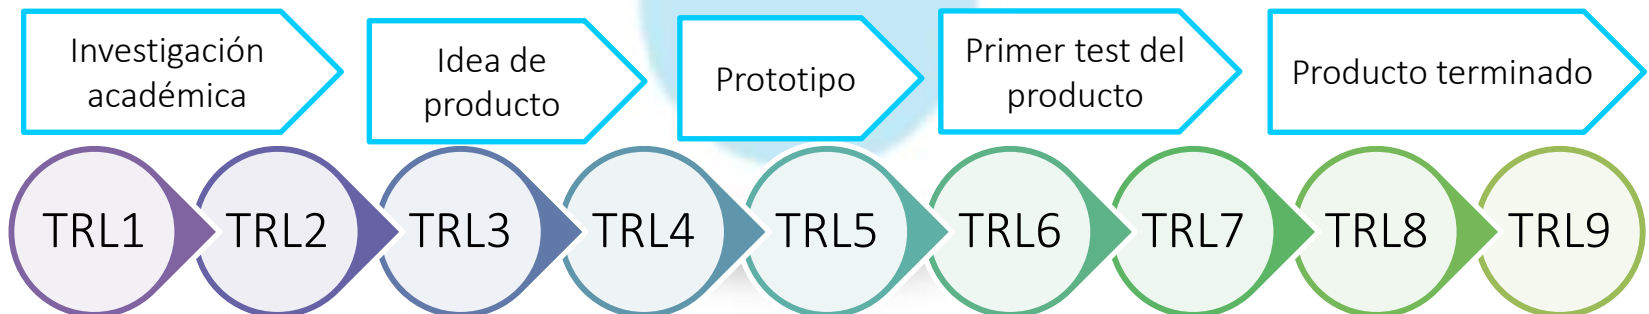 Investigación
académica
Idea de
producto
Prototipo
Primer test del
producto
Producto terminado
TRL1
TRL2
TRL3
TRL4
TRL5
TRL6
TRL7
TRL8
TRL9